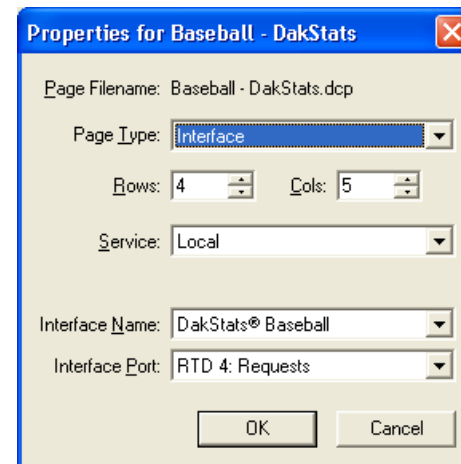 Properties for Baseball - DakStats
Page Filename: Baseball - DakStats.dcp
Page Type: Interface
Rows: 4 Cols: 5
Service: Local
Interface Name: DakStats® Baseball
Interface Port: RTD 4: Requests
OK Cancel